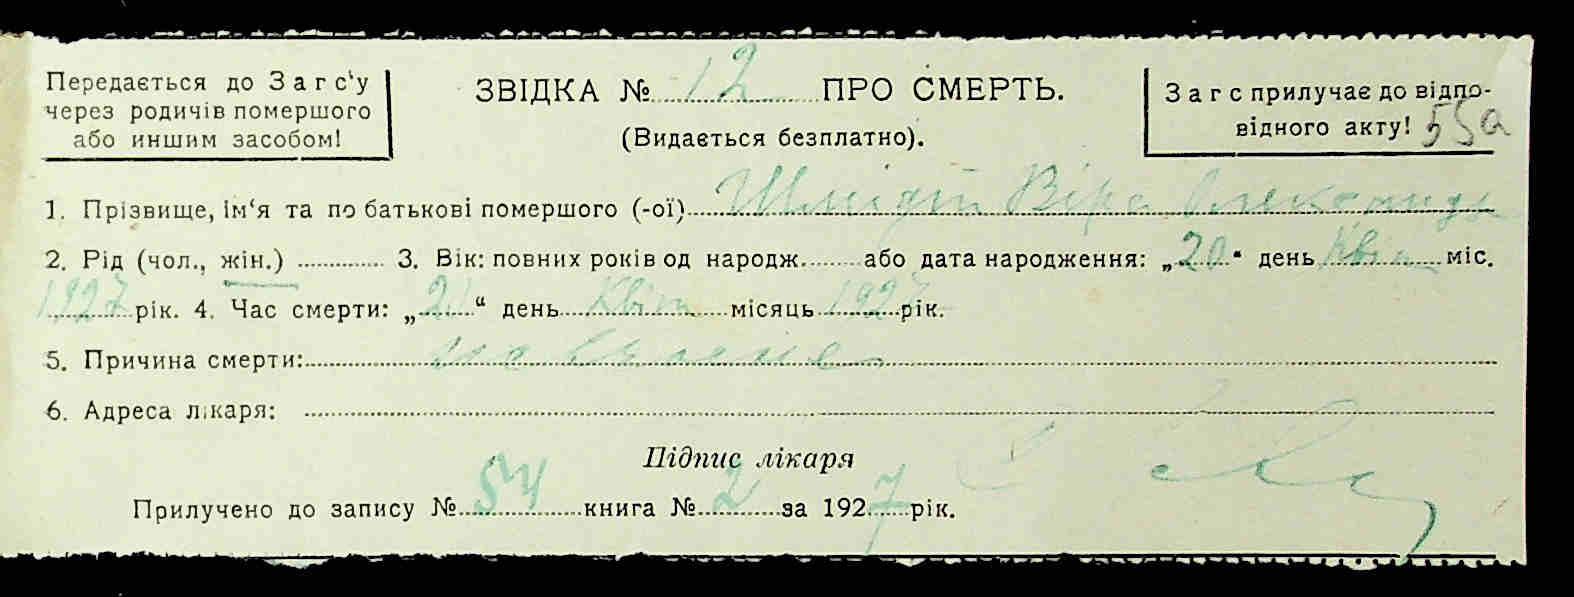 Передається до Загс'у
через родичів помершого
або иншим засобом!
ЗВІДКА № 12 ПРО СМЕРТЬ.
(Видається безплатно).
Загс прилучає до відпо-
відного акту! 55а
1. Прізвище, ім'я та по батькові помершого (-ої) Шмідт Віра Олександр
2. Рід (чол., жін.) 3. Вік: повних років од народж. або дата народження: „20“ день Квіт міс.
1927 рік. 4. Час смерти: „21“ день Квіт місяць 1927 рік.
5. Причина смерти:
6. Адреса лікаря:
Підпис лікаря
Прилучено до запису № 54 книга № 2 за 1927 рік.